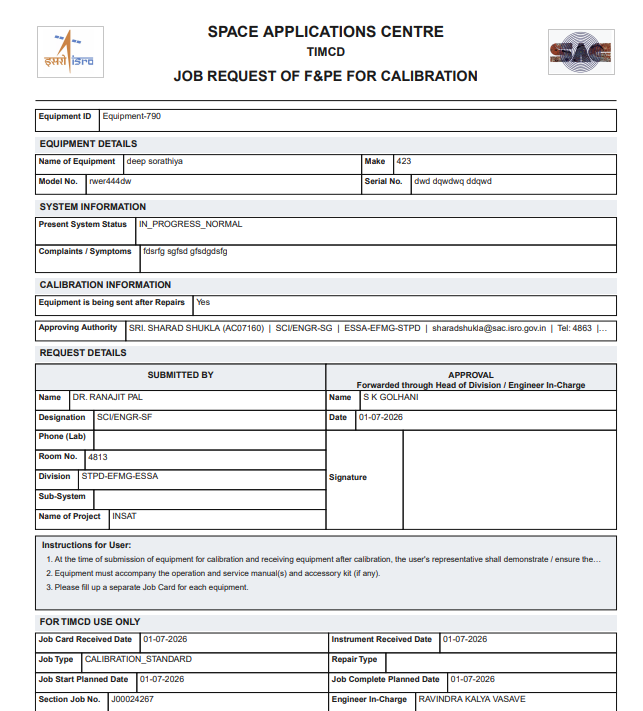 SPACE APPLICATIONS CENTRE
TIMCD
JOB REQUEST OF F&PE FOR CALIBRATION
इसरो isro
SAC
Equipment ID Equipment-790
EQUIPMENT DETAILS
Name of Equipment deep sorathiya Make 423
Model No. rwer444dw Serial No. dwd dqwdwq ddqwd
SYSTEM INFORMATION
Present System Status IN_PROGRESS_NORMAL
Complaints / Symptoms fdsrfg sgfsd gfsdgdsfg
CALIBRATION INFORMATION
Equipment is being sent after Repairs Yes
Approving Authority SRI. SHARAD SHUKLA (AC07160) | SCI/ENGR-SG | ESSA-EFMG-STPD | sharadshukla@sac.isro.gov.in | Tel: 4863 |...
REQUEST DETAILS
SUBMITTED BY APPROVAL
Forwarded through Head of Division / Engineer In-Charge
Name DR. RANAJIT PAL Name S K GOLHANI
Designation SCI/ENGR-SF Date 01-07-2026
Phone (Lab)
Room No. 4813
Division STPD-EFMG-ESSA Signature
Sub-System
Name of Project INSAT
Instructions for User:
1. At the time of submission of equipment for calibration and receiving equipment after calibration, the user's representative shall demonstrate / ensure the...
2. Equipment must accompany the operation and service manual(s) and accessory kit (if any).
3. Please fill up a separate Job Card for each equipment.
FOR TIMCD USE ONLY
Job Card Received Date 01-07-2026 Instrument Received Date 01-07-2026
Job Type CALIBRATION_STANDARD Repair Type
Job Start Planned Date 01-07-2026 Job Complete Planned Date 01-07-2026
Section Job No. J00024267 Engineer In-Charge RAVINDRA KALYA VASAVE